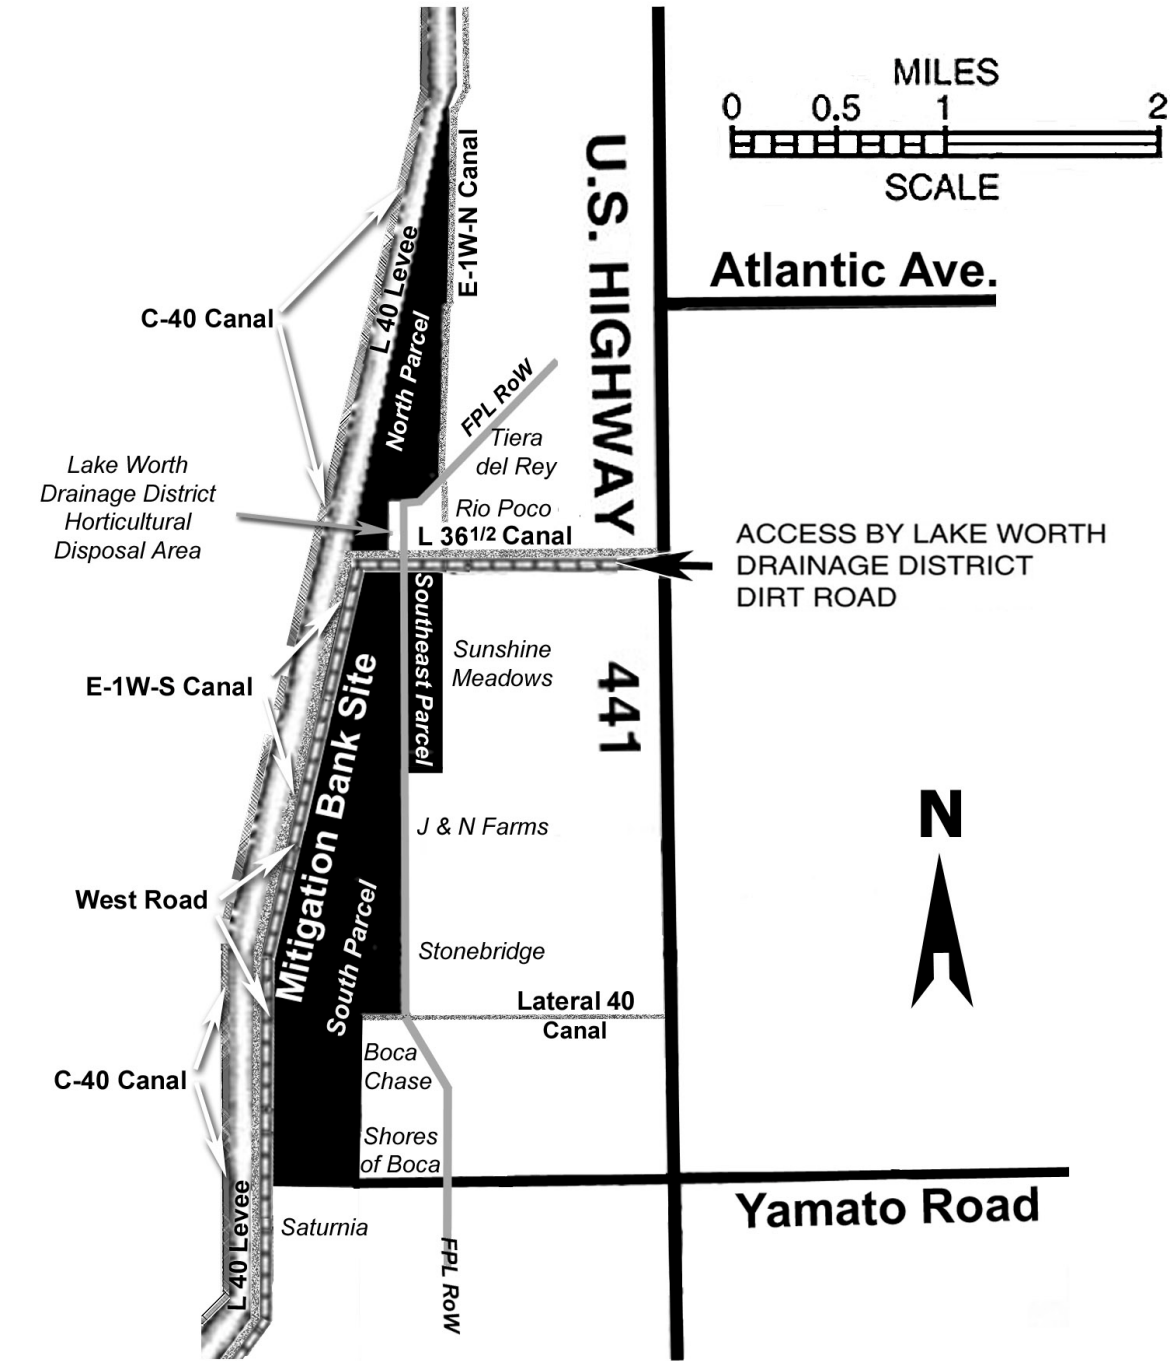 MILES
0 0.5 1 2
SCALE
U.S. HIGHWAY
441
Atlantic Ave.
E-1W-N Canal
L 40 Levee
C-40 Canal
North Parcel
FPL RoW
Tiera
del Rey
Lake Worth
Drainage District
Horticultural
Disposal Area
Rio Poco
L 36 1/2 Canal
ACCESS BY LAKE WORTH
DRAINAGE DISTRICT
DIRT ROAD
Southeast Parcel
Sunshine
Meadows
E-1W-S Canal
Mitigation Bank Site
J & N Farms
N
West Road
South Parcel
Stonebridge
Lateral 40
Canal
Boca
Chase
C-40 Canal
Shores
of Boca
L 40 Levee
Yamato Road
Saturnia
FPL RoW